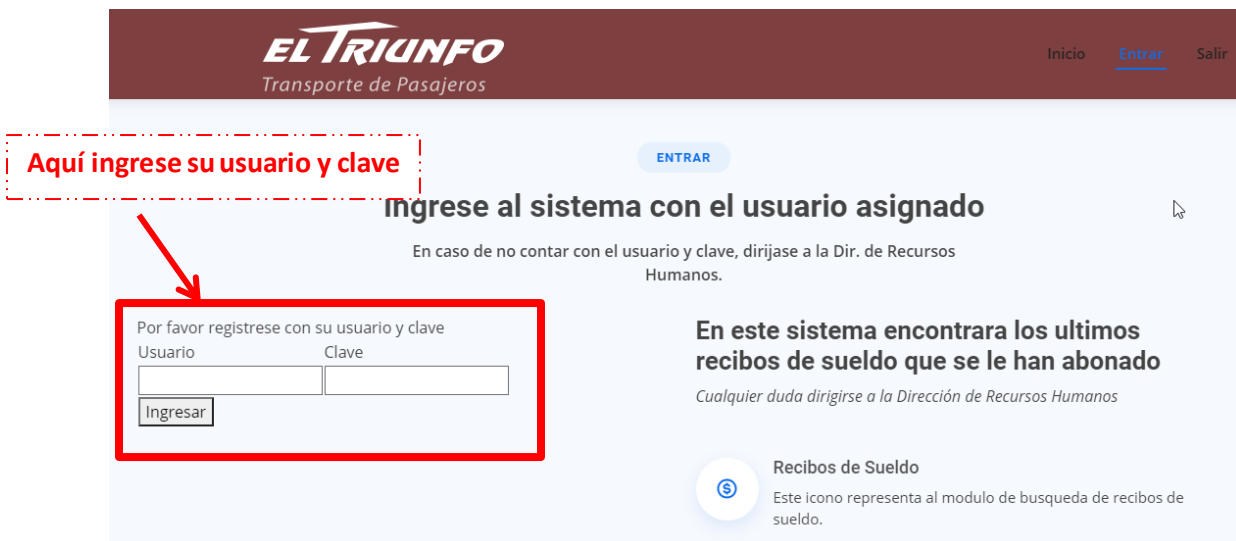 EL TRIUNFO
Transporte de Pasajeros
Inicio Entrar Salir
Aquí ingrese su usuario y clave
ENTRAR
Ingrese al sistema con el usuario asignado
En caso de no contar con el usuario y clave, dirijase a la Dir. de Recursos
Humanos.
Por favor registrese con su usuario y clave
Usuario Clave
Ingresar
En este sistema encontrara los ultimos
recibos de sueldo que se le han abonado
Cualquier duda dirigirse a la Dirección de Recursos Humanos
Recibos de Sueldo
Este icono representa al modulo de busqueda de recibos de
sueldo.